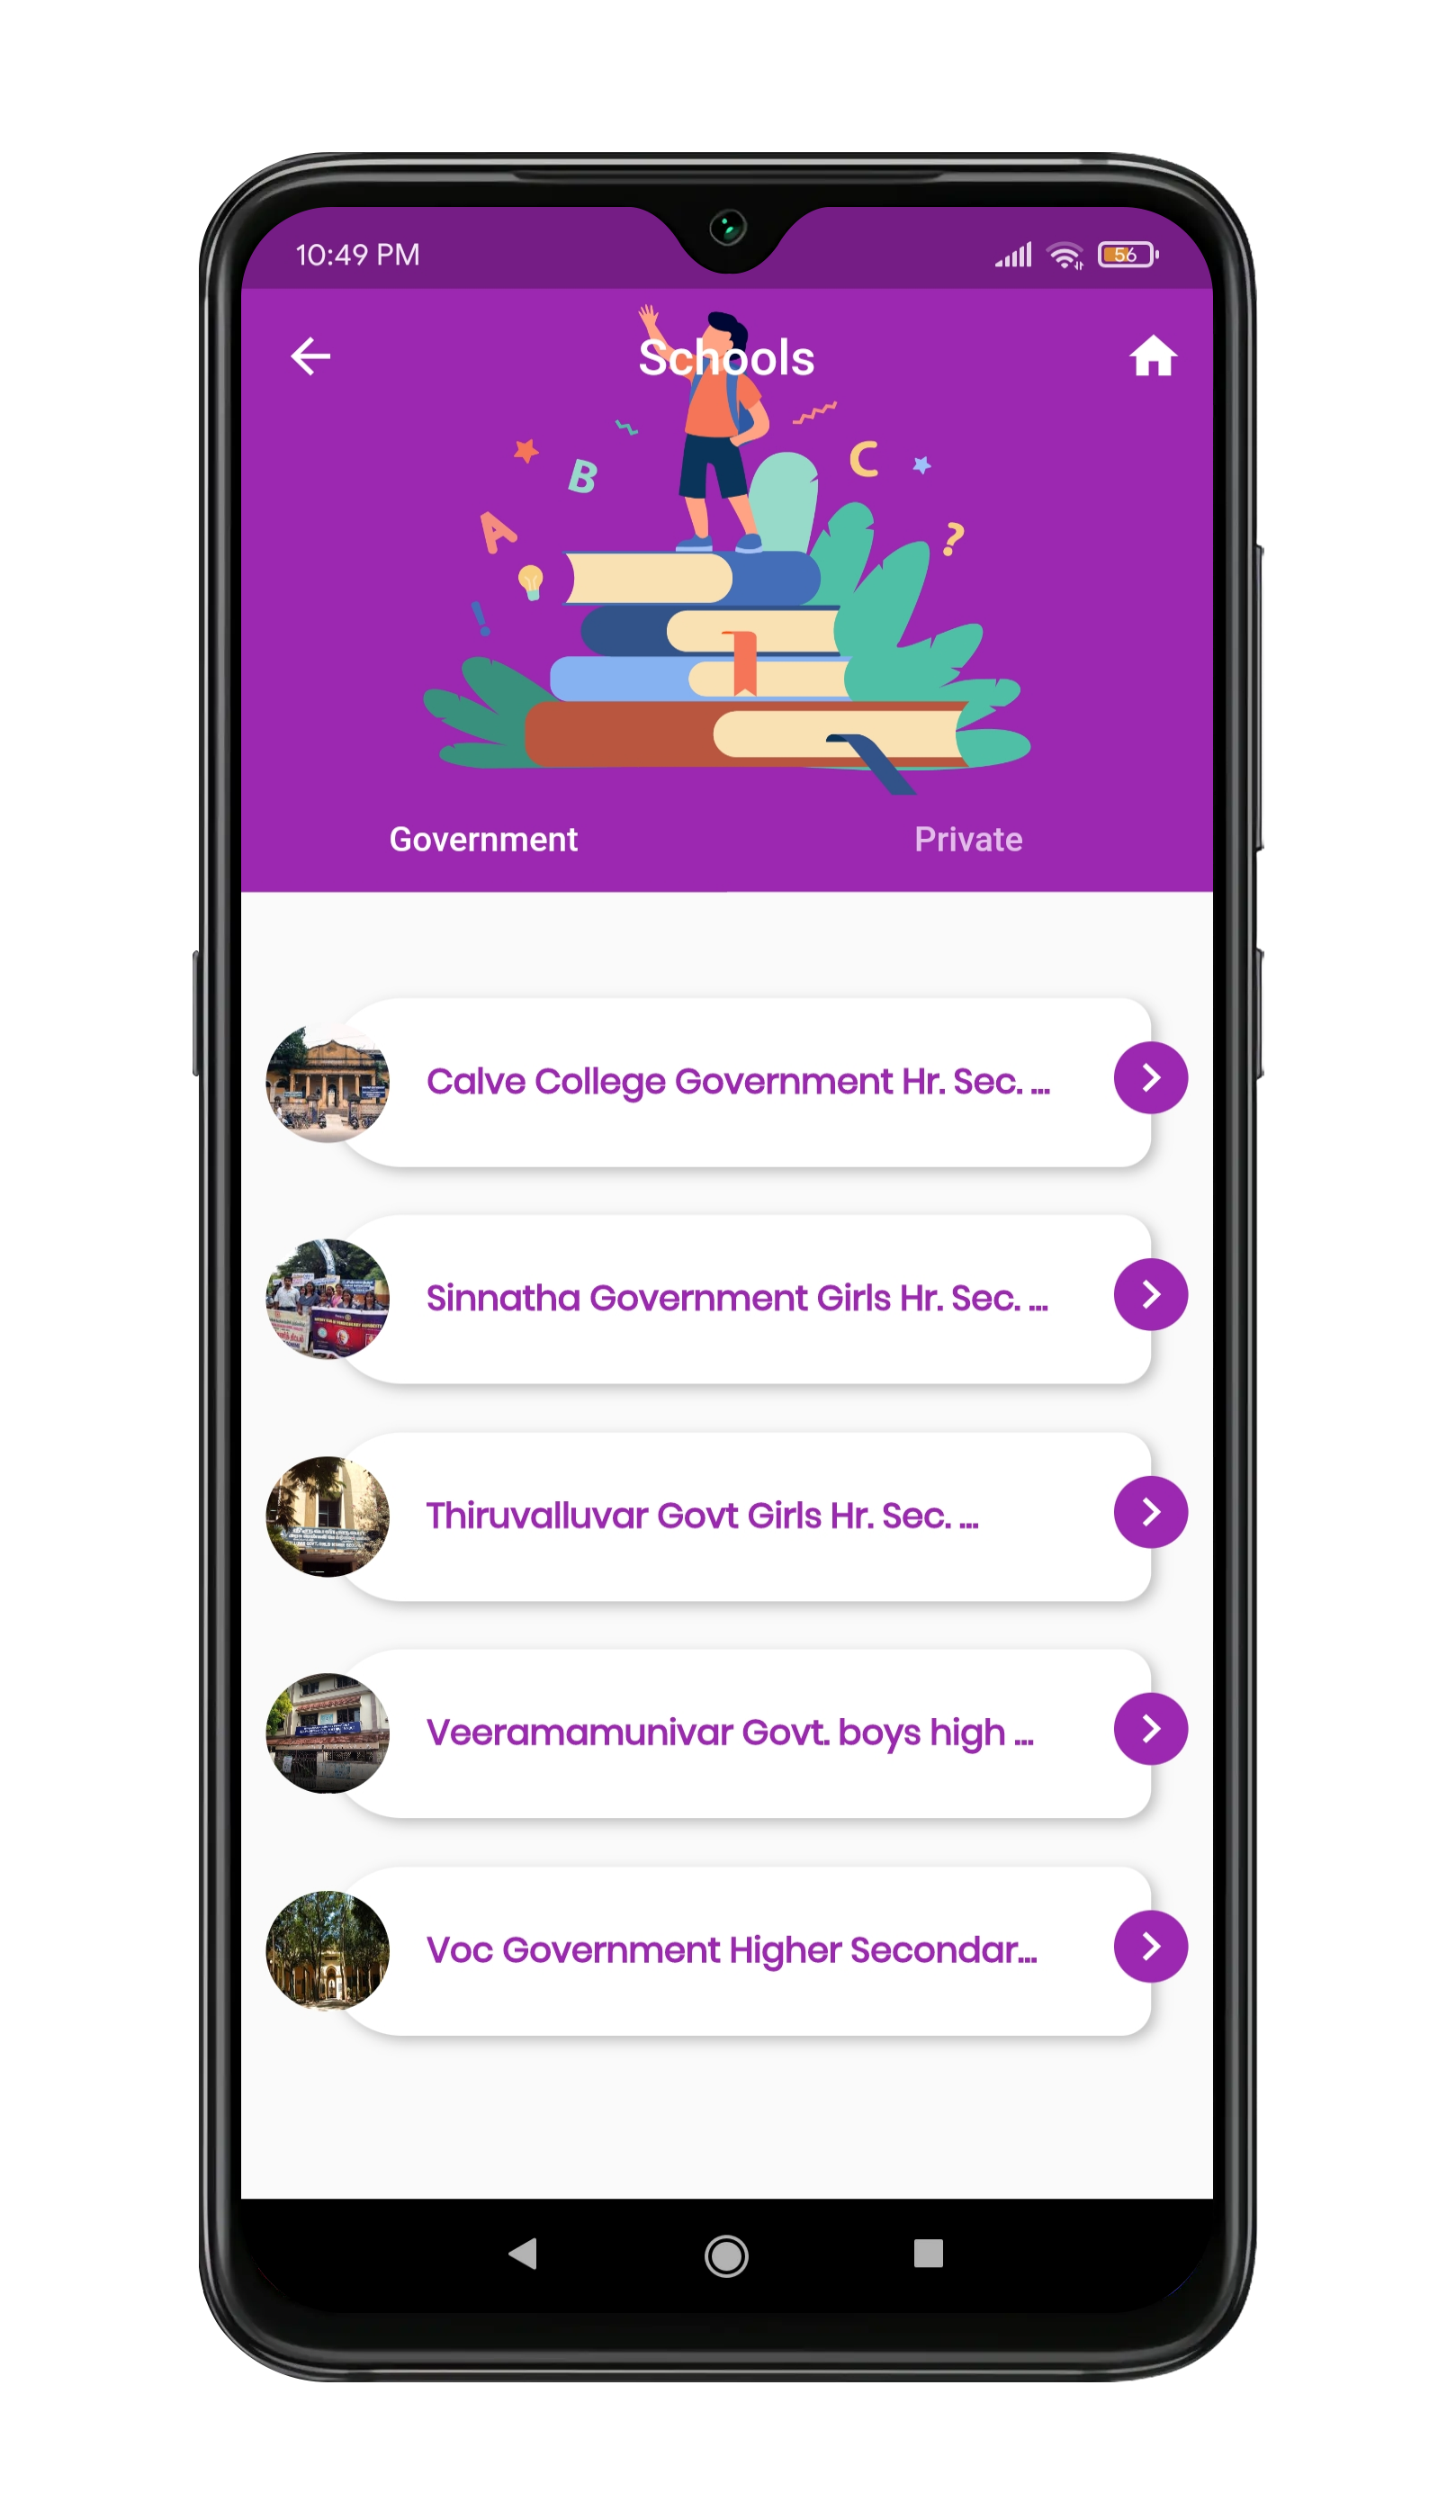 10:49 PM
56
Schools
B
C
A
?
!
Government
Private
Calve College Government Hr. Sec. ...
Sinnatha Government Girls Hr. Sec. ...
Thiruvalluvar Govt Girls Hr. Sec. ...
Veeramamunivar Govt. boys high ...
Voc Government Higher Secondar...